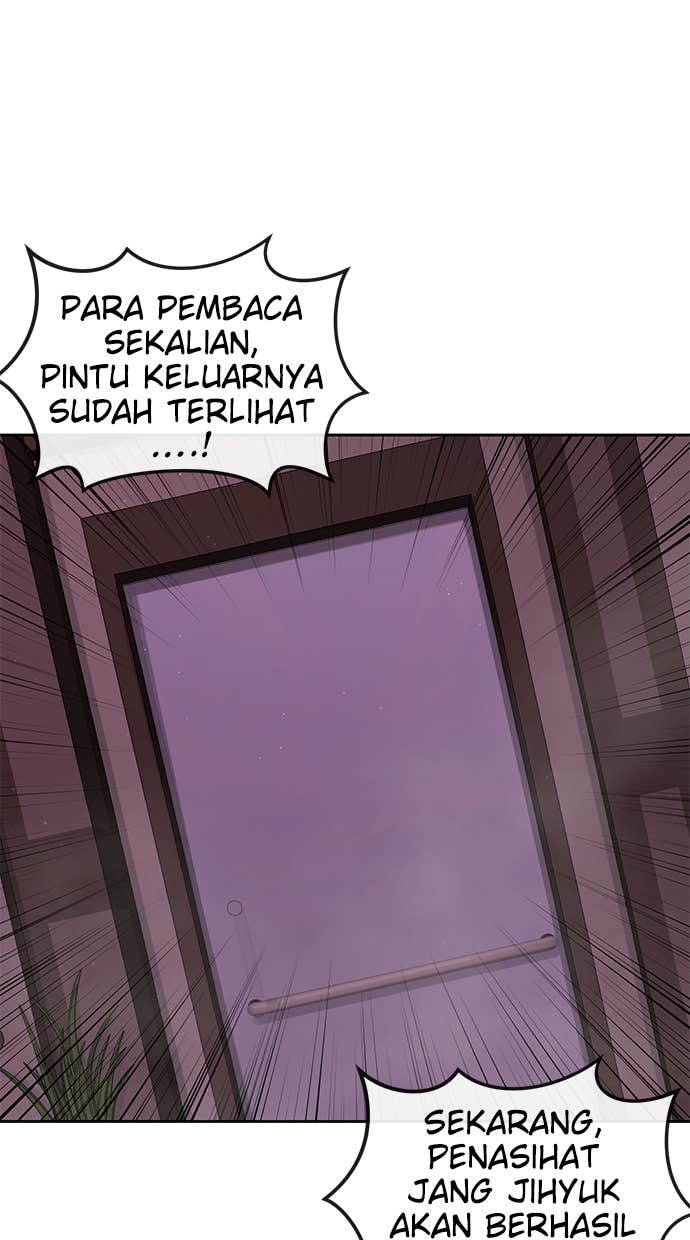 PARA PEMBACA
SEKALIAN,
PINTU KELUARNYA
SUDAH TERLIHAT
....!
SEKARANG,
PENASIHAT
JANG JIHYUK
AKAN BERHASIL